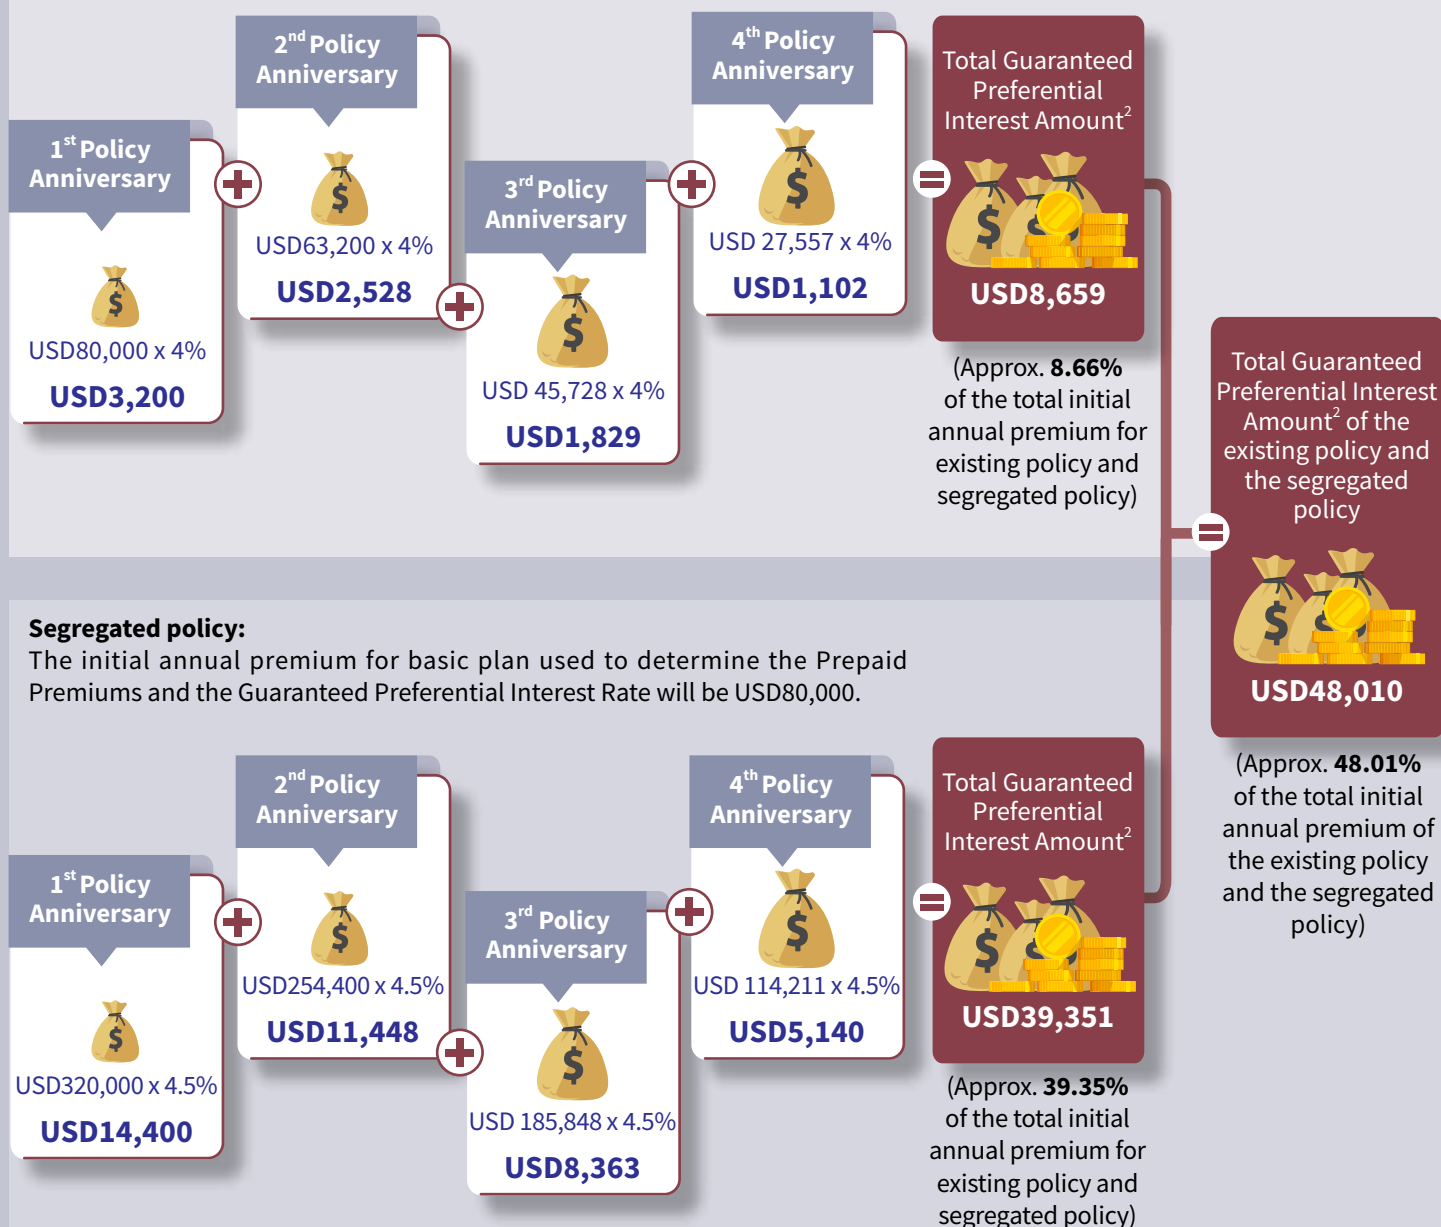 1st Policy
Anniversary
USD80,000 x 4%
USD3,200
2nd Policy
Anniversary
USD63,200 x 4%
USD2,528
3rd Policy
Anniversary
USD 45,728 x 4%
USD1,829
4th Policy
Anniversary
USD 27,557 x 4%
USD1,102
Total Guaranteed
Preferential
Interest Amount2
USD8,659
(Approx. 8.66%
of the total initial
annual premium for
existing policy and
segregated policy)
Segregated policy:
The initial annual premium for basic plan used to determine the Prepaid
Premiums and the Guaranteed Preferential Interest Rate will be USD80,000.
1st Policy
Anniversary
USD320,000 x 4.5%
USD14,400
2nd Policy
Anniversary
USD254,400 x 4.5%
USD11,448
3rd Policy
Anniversary
USD 185,848 x 4.5%
USD8,363
4th Policy
Anniversary
USD 114,211 x 4.5%
USD5,140
Total Guaranteed
Preferential
Interest Amount2
USD39,351
(Approx. 39.35%
of the total initial
annual premium for
existing policy and
segregated policy)
Total Guaranteed
Preferential Interest
Amount2 of the
existing policy and
the segregated
policy
USD48,010
(Approx. 48.01%
of the total initial
annual premium of
the existing policy
and the segregated
policy)